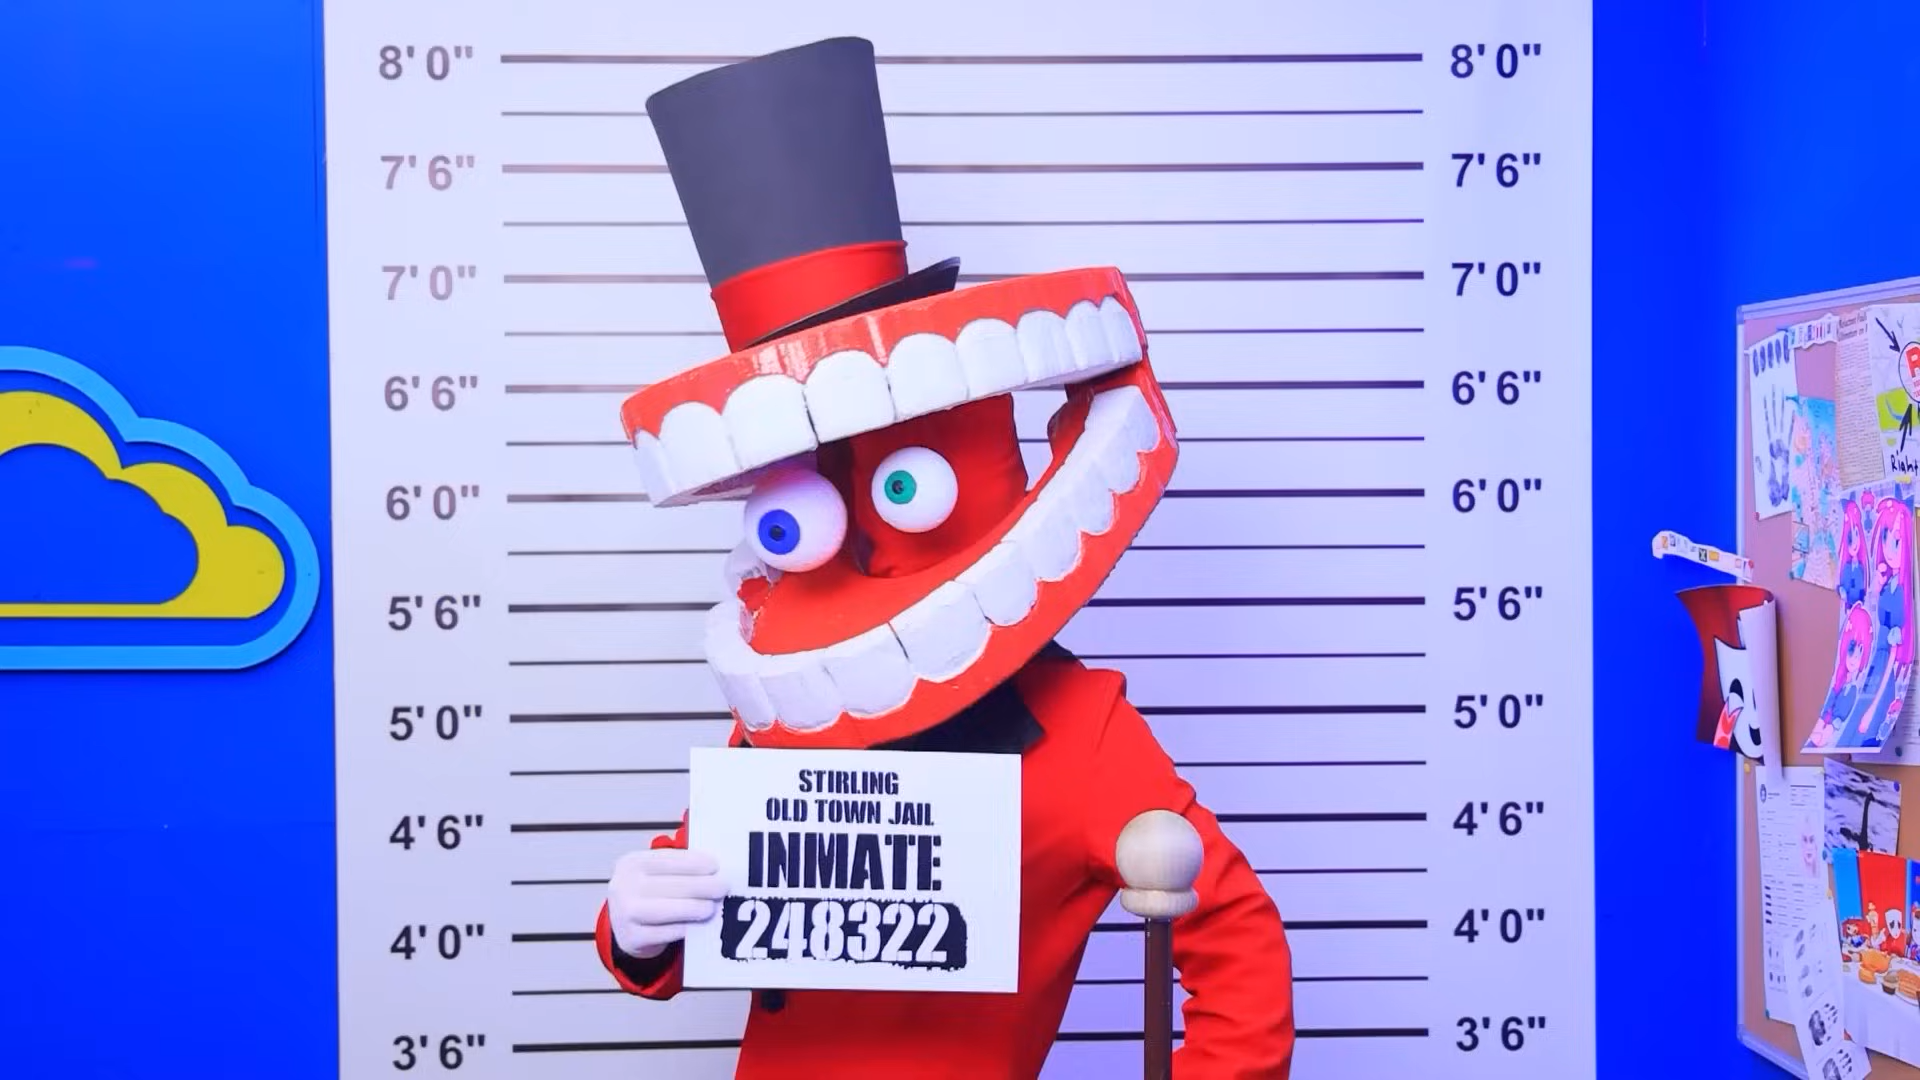 8'0" 8'0"
7'6" 7'6"
7'0" 7'0"
6'6" 6'6"
6'0" 6'0"
5'6" 5'6"
5'0" 5'0"
4'6" 4'6"
4'0" 4'0"
3'6" 3'6"
STIRLING
OLD TOWN JAIL
INMATE
248322
Right